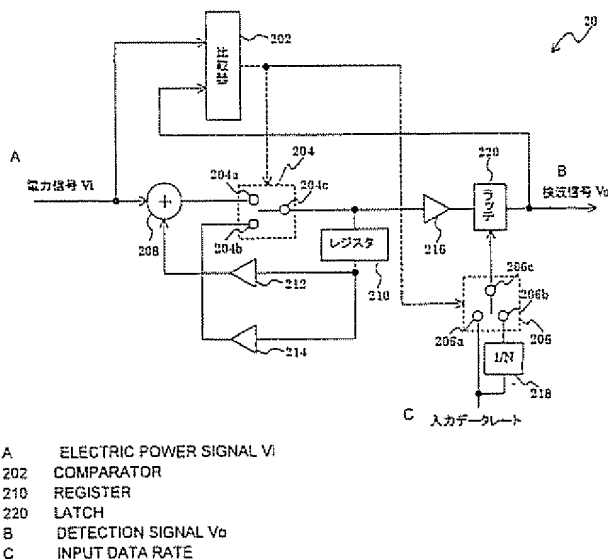 20
202
比較器
A
電力信号 Vi
204
204a
204c
204b
+
208
レジスタ
210
212
214
216
220
ラッチ
B
検波信号 Vo
206c
206b
206a
206
1/N
218
C 入力データレート
A ELECTRIC POWER SIGNAL Vi
202 COMPARATOR
210 REGISTER
220 LATCH
B DETECTION SIGNAL Vo
C INPUT DATA RATE